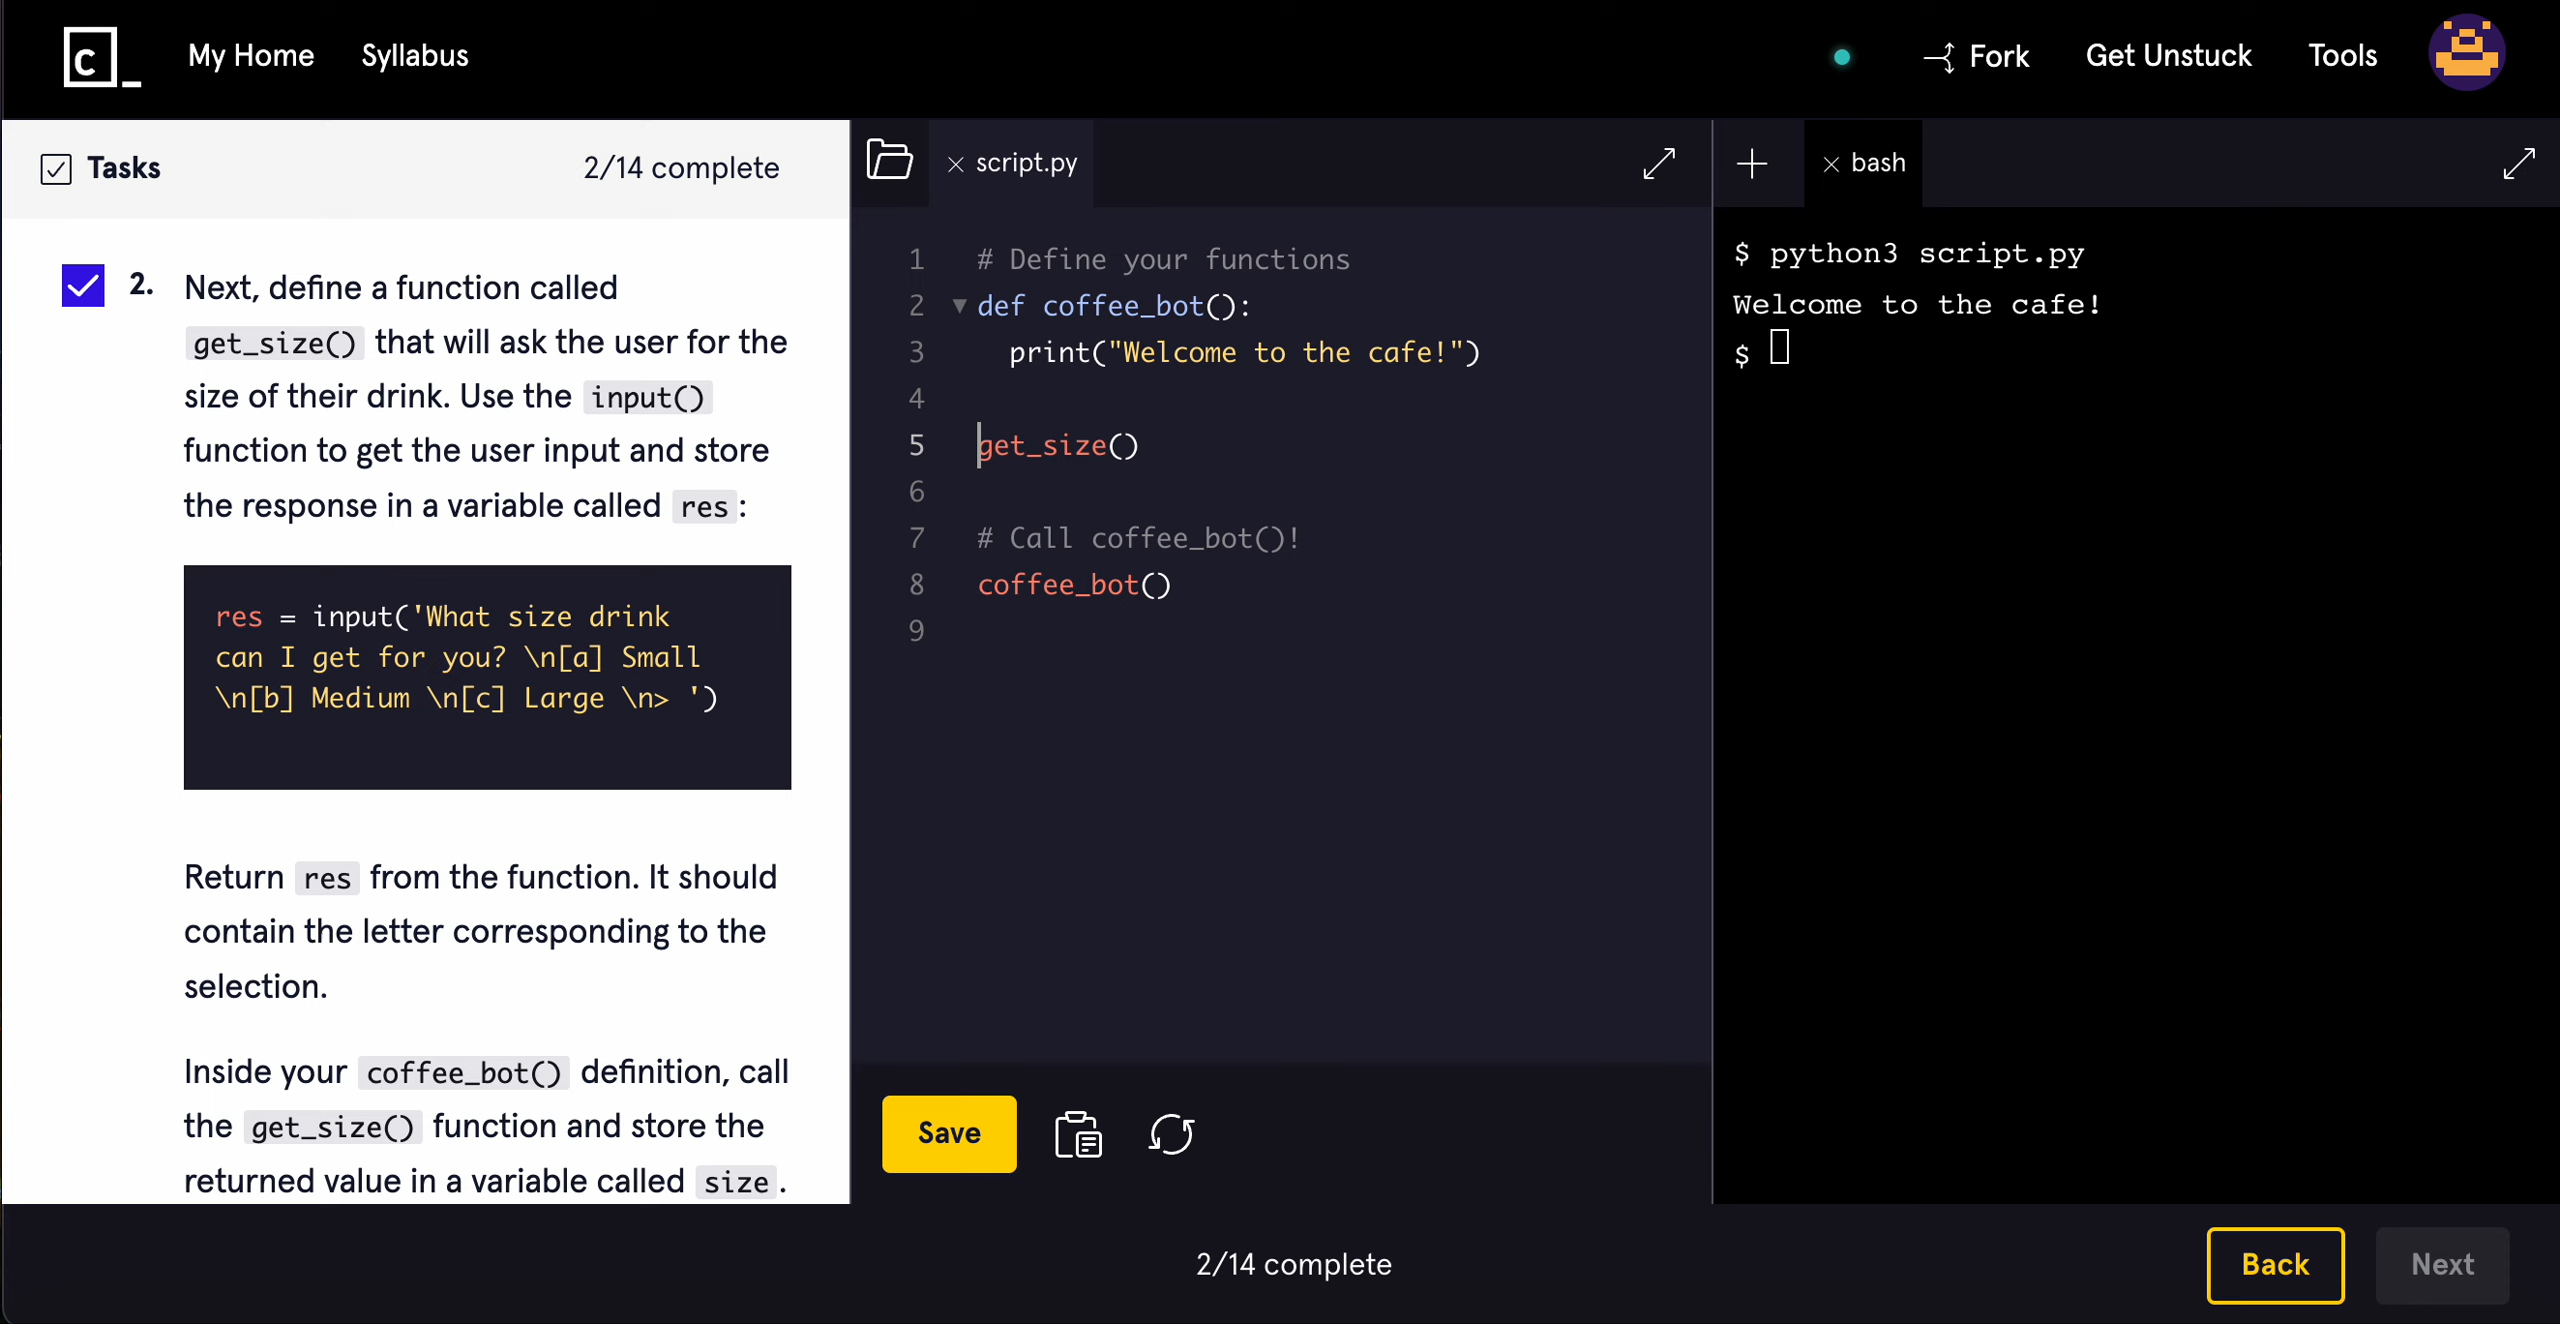 C_ My Home Syllabus Fork Get Unstuck Tools
Tasks 2/14 complete
2. Next, define a function called
get_size() that will ask the user for the
size of their drink. Use the input()
function to get the user input and store
the response in a variable called res:
res = input('What size drink
can I get for you? \n[a] Small
\n[b] Medium \n[c] Large \n> ')
Return res from the function. It should
contain the letter corresponding to the
selection.
Inside your coffee_bot() definition, call
the get_size() function and store the
returned value in a variable called size.
script.py
1 # Define your functions
2 def coffee_bot():
3 print("Welcome to the cafe!")
4
5 get_size()
6
7 # Call coffee_bot()!
8 coffee_bot()
9
Save
bash
$ python3 script.py
Welcome to the cafe!
$
2/14 complete
Back Next